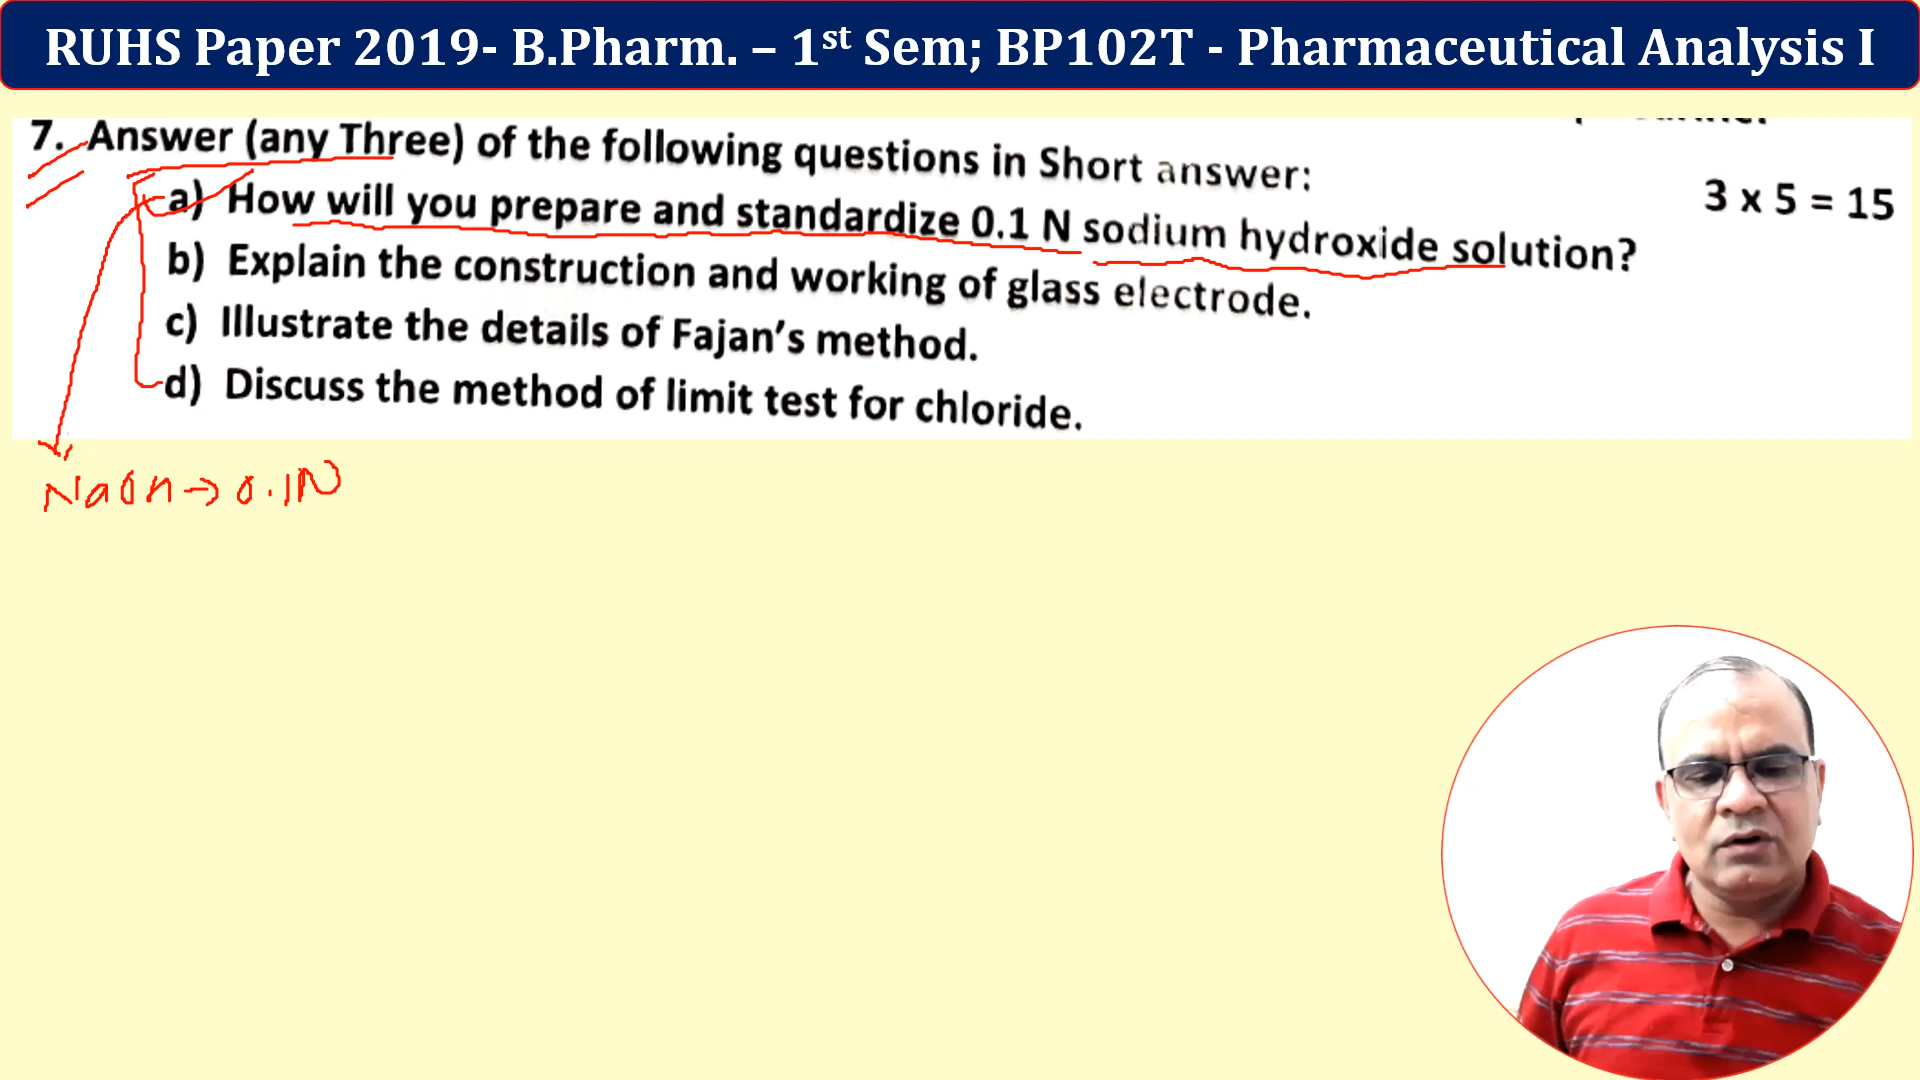 RUHS Paper 2019- B.Pharm. – 1st Sem; BP102T - Pharmaceutical Analysis I
7. Answer (any Three) of the following questions in Short answer:
3 x 5 = 15
a) How will you prepare and standardize 0.1 N sodium hydroxide solution?
b) Explain the construction and working of glass electrode.
c) Illustrate the details of Fajan’s method.
d) Discuss the method of limit test for chloride.
NaOH → 0.1N